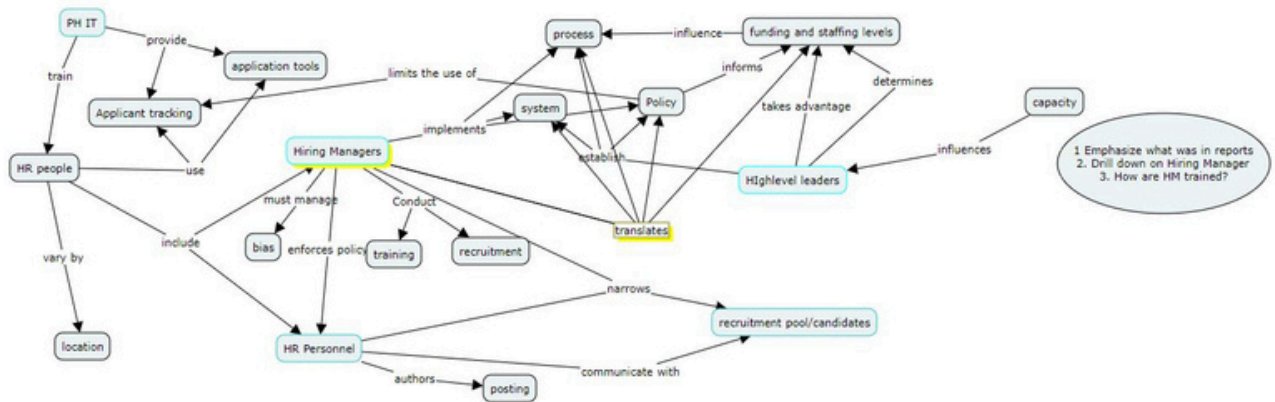 PH IT
provide
process
influence
funding and staffing levels
train
application tools
limits the use of
informs
determines
Applicant tracking
system
Policy
takes advantage
capacity
implements
Hiring Managers
establish
influences
1 Emphasize what was in reports
2. Drill down on Hiring Manager
3. How are HM trained?
HR people
use
HIghlevel leaders
must manage
Conduct
translates
include
bias
enforces policy
training
recruitment
vary by
narrows
recruitment pool/candidates
location
HR Personnel
communicate with
authors
posting